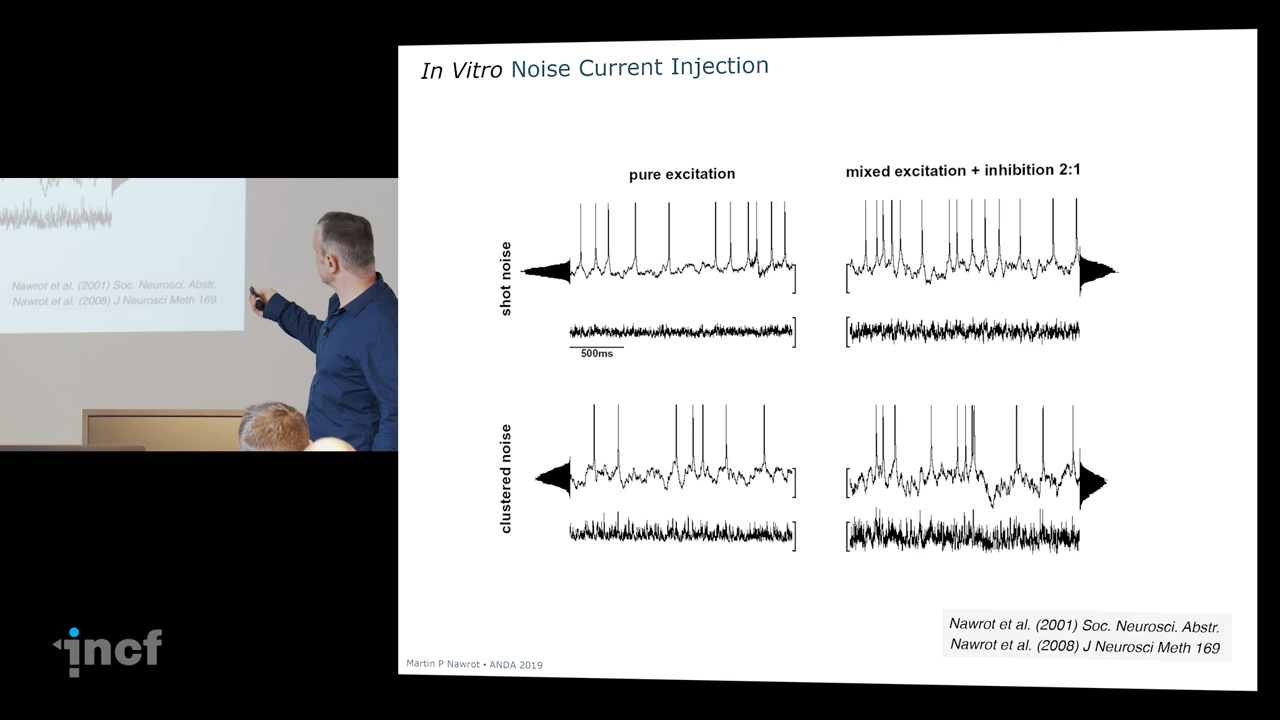 In Vitro Noise Current Injection
pure excitation
mixed excitation + inhibition 2:1
shot noise
500ms
clustered noise
Nawrot et al. (2001) Soc. Neurosci. Abstr.
Nawrot et al. (2008) J Neurosci Meth 169
Martin P Nawrot • ANDA 2019
Nawrot et al. (2001) Soc. Neurosci. Abstr.
Nawrot et al. (2008) J Neurosci Meth 169
incf